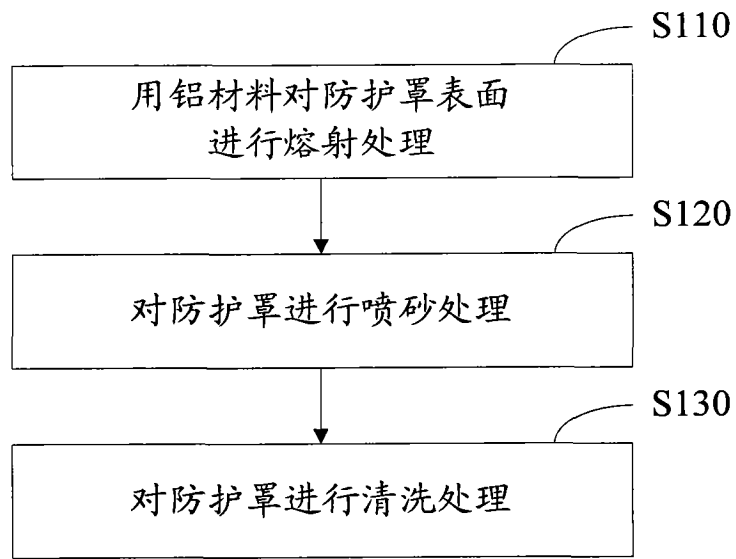 S110
用铝材料对防护罩表面
进行熔射处理
S120
对防护罩进行喷砂处理
S130
对防护罩进行清洗处理